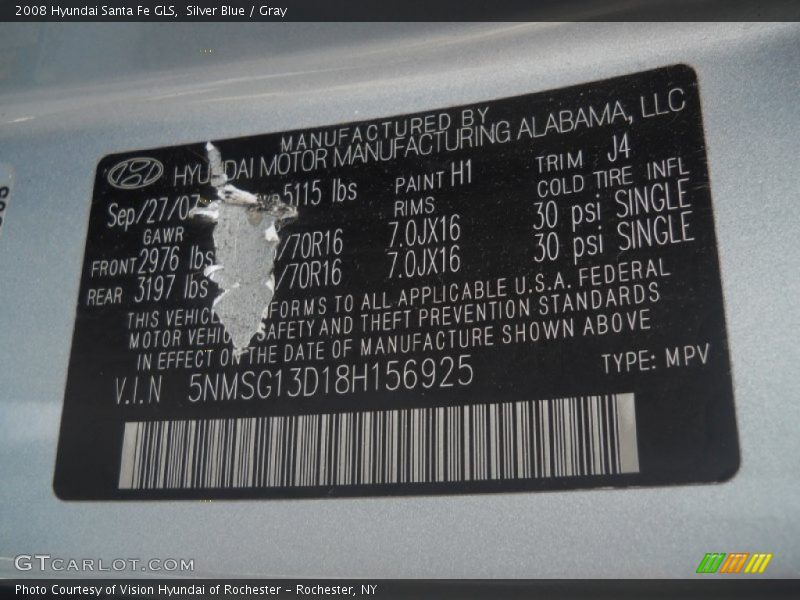 2008 Hyundai Santa Fe GLS,  Silver Blue / Gray
MANUFACTURED BY
HYUNDAI MOTOR MANUFACTURING ALABAMA, LLC
Sep/27/07 5115 lbs PAINT H1 TRIM J4
GAWR RIMS COLD TIRE INFL
FRONT 2976 lbs /70R16 7.0JX16 30 psi SINGLE
REAR 3197 lbs /70R16 7.0JX16 30 psi SINGLE
THIS VEHIC FORMS TO ALL APPLICABLE U.S.A. FEDERAL
MOTOR VEHIC SAFETY AND THEFT PREVENTION STANDARDS
IN EFFECT O THE DATE OF MANUFACTURE SHOWN ABOVE
V.I.N 5NMSG13D18H156925 TYPE: MPV
GTCARLOT.COM
Photo Courtesy of Vision Hyundai of Rochester - Rochester, NY